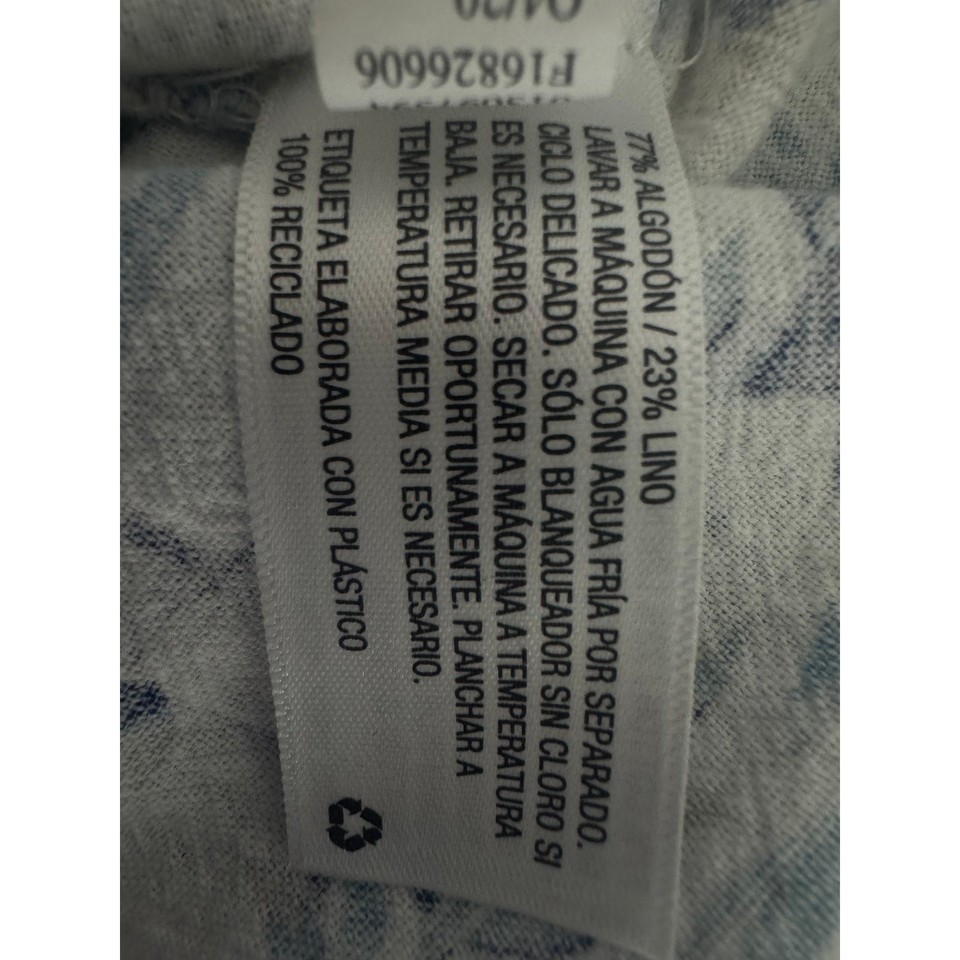 77% ALGODÓN / 23% LINO
LAVAR A MÁQUINA CON AGUA FRÍA POR SEPARADO.
CICLO DELICADO. SÓLO BLANQUEADOR SIN CLORO SI
ES NECESARIO. SECAR A MÁQUINA A TEMPERATURA
BAJA. RETIRAR OPORTUNAMENTE. PLANCHAR A
TEMPERATURA MEDIA SI ES NECESARIO.
ETIQUETA ELABORADA CON PLÁSTICO
100% RECICLADO
F16826606